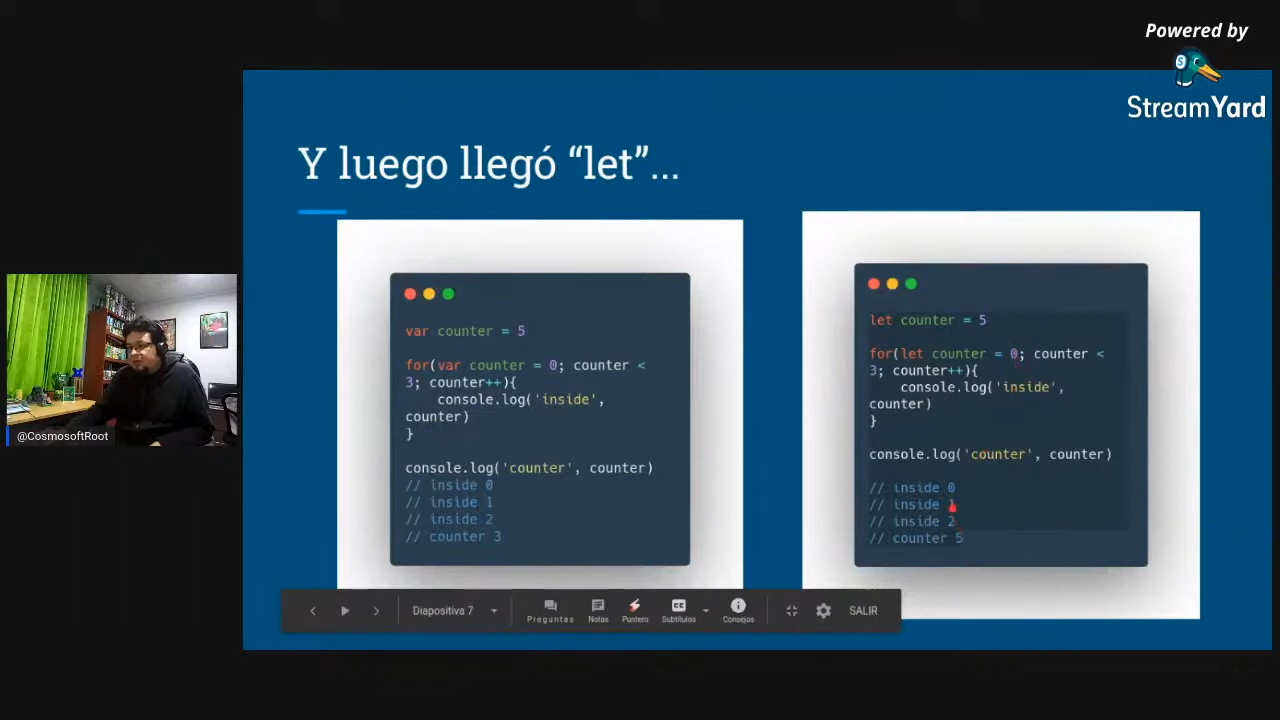 Powered by
StreamYard
Y luego llegó “let”...
var counter = 5
for(var counter = 0; counter <
3; counter++){
console.log('inside',
counter)
}
console.log('counter', counter)
// inside 0
// inside 1
// inside 2
// counter 3
let counter = 5
for(let counter = 0; counter <
3; counter++){
console.log('inside',
counter)
}
console.log('counter', counter)
// inside 0
// inside 1
// inside 2
// counter 5
@CosmosoftRoot
Diapositiva 7
Preguntas
Notas
Puntero
Subtítulos
Consejos
SALIR